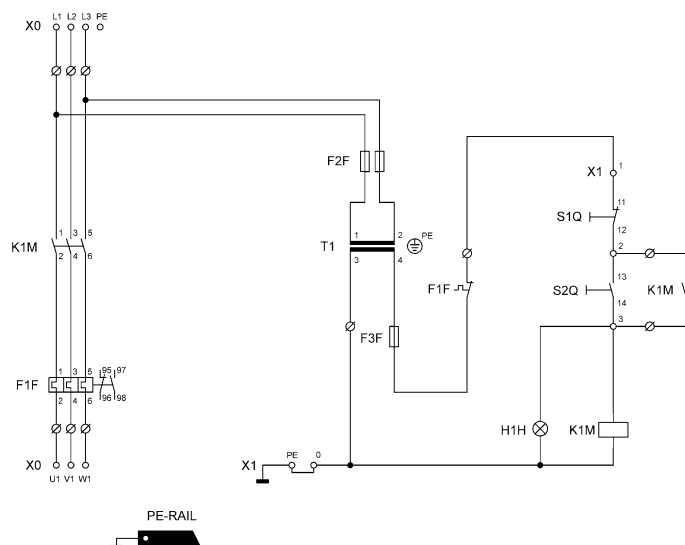 X0 L1 L2 L3 PE
F2F
X1 1
11
S1Q
12
1 3 5
K1M
2 4 6
1 2 PE
T1
3 4
2
13
F1F S2Q K1M
14
3
F3F
1 3 5 95 97
F1F
2 4 6 96 98
H1H K1M
X0 X1 PE 0
U1 V1 W1
PE-RAIL